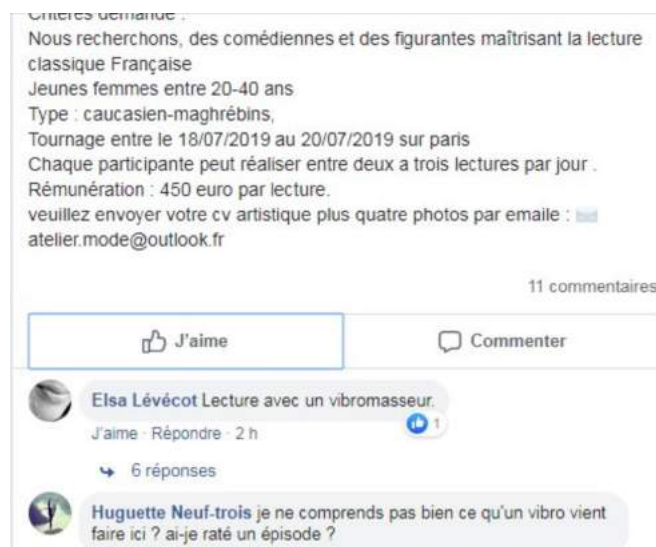 Critères demandé :
Nous recherchons, des comédiennes et des figurantes maîtrisant la lecture
classique Française
Jeunes femmes entre 20-40 ans
Type : caucasien-maghrébins,
Tournage entre le 18/07/2019 au 20/07/2019 sur paris
Chaque participante peut réaliser entre deux a trois lectures par jour .
Rémunération : 450 euro par lecture.
veuillez envoyer votre cv artistique plus quatre photos par emaile :
atelier.mode@outlook.fr
11 commentaires
J'aime
Commenter
Elsa Lévécot Lecture avec un vibromasseur.
1
J'aime · Répondre · 2 h
6 réponses
Huguette Neuf-trois je ne comprends pas bien ce qu'un vibro vient
faire ici ? ai-je raté un épisode ?